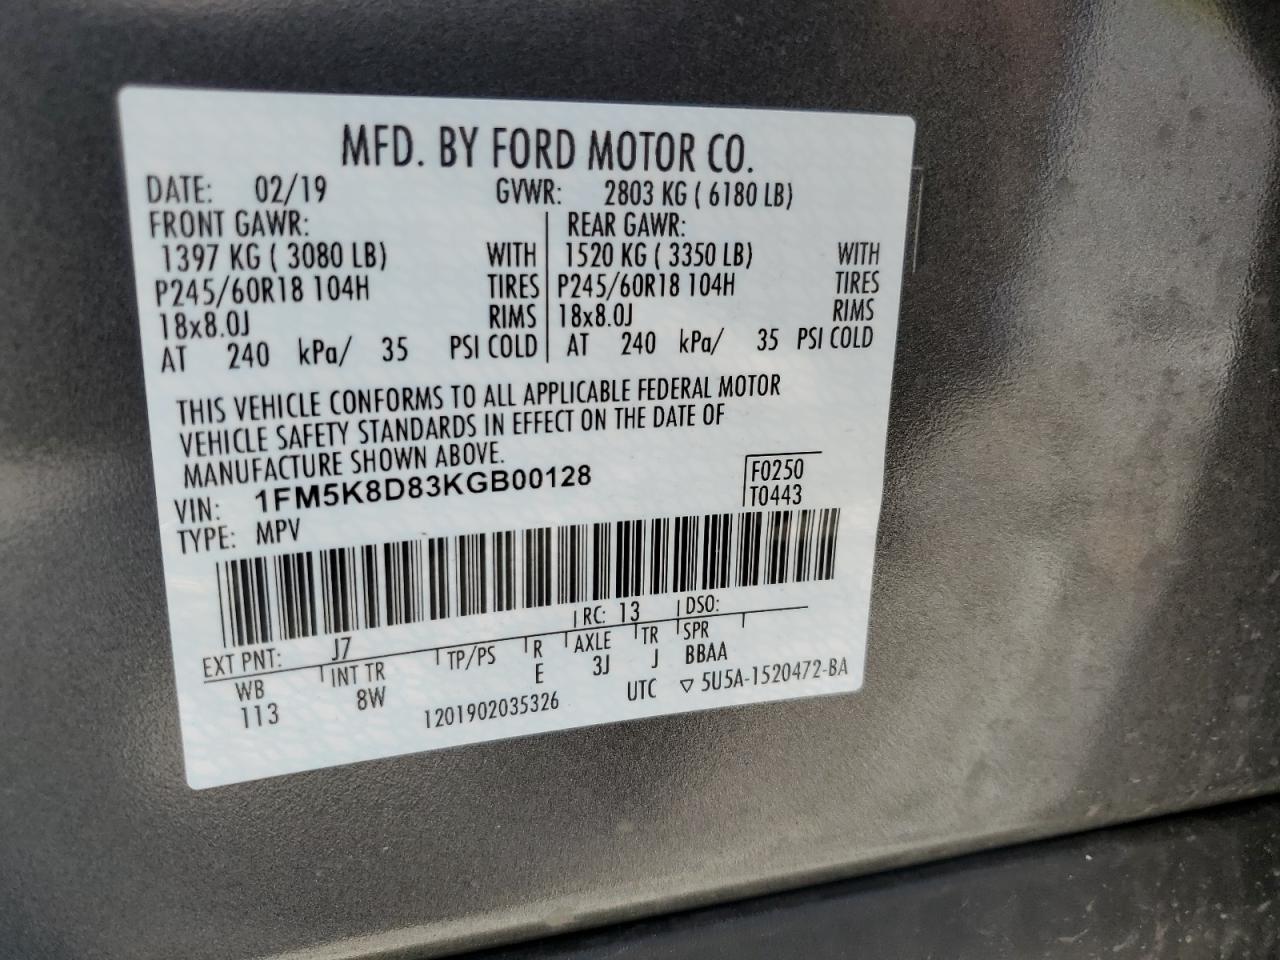 MFD. BY FORD MOTOR CO.
DATE: 02/19 GVWR: 2803 KG ( 6180 LB)
FRONT GAWR: REAR GAWR:
1397 KG ( 3080 LB) WITH 1520 KG ( 3350 LB) WITH
P245/60R18 104H TIRES P245/60R18 104H TIRES
18x8.0J RIMS 18x8.0J RIMS
AT 240 kPa/ 35 PSI COLD AT 240 kPa/ 35 PSI COLD
THIS VEHICLE CONFORMS TO ALL APPLICABLE FEDERAL MOTOR
VEHICLE SAFETY STANDARDS IN EFFECT ON THE DATE OF
MANUFACTURE SHOWN ABOVE.
VIN: 1FM5K8D83KGB00128 F0250
TYPE: MPV T0443
EXT PNT: J7 RC: 13 DSO:
WB INT TR TP/PS R AXLE TR SPR
113 8W E 3J J BBAA
1201902035326 UTC ▽ 5U5A-1520472-BA